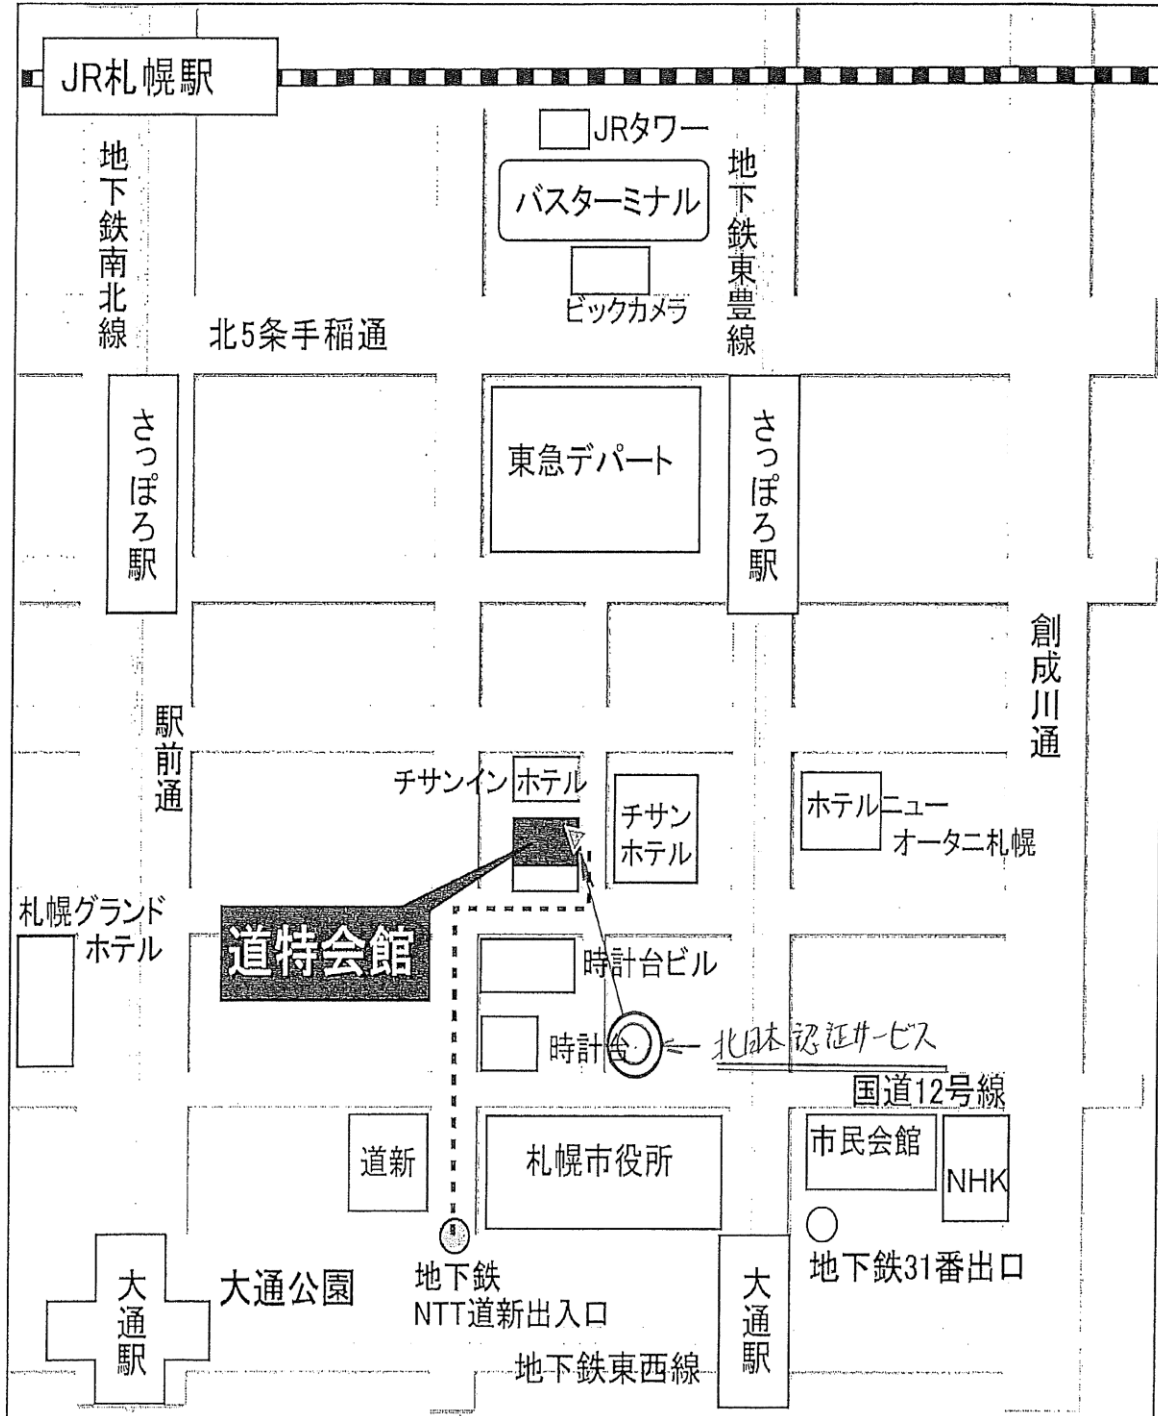 JR札幌駅
JRタワー
バスターミナル
ビックカメラ
地下鉄南北線
地下鉄東豊線
北5条手稲通
さっぽろ駅
東急デパート
さっぽろ駅
創成川通
駅前通
チサンイン ホテル
チサン
ホテル
ホテルニュー
オータニ札幌
札幌グランド
ホテル
道特会館
時計台ビル
時計台
北日本認証サービス
国道12号線
道新
札幌市役所
市民会館
NHK
大通駅
大通公園
地下鉄
NTT道新出入口
大通駅
地下鉄31番出口
地下鉄東西線